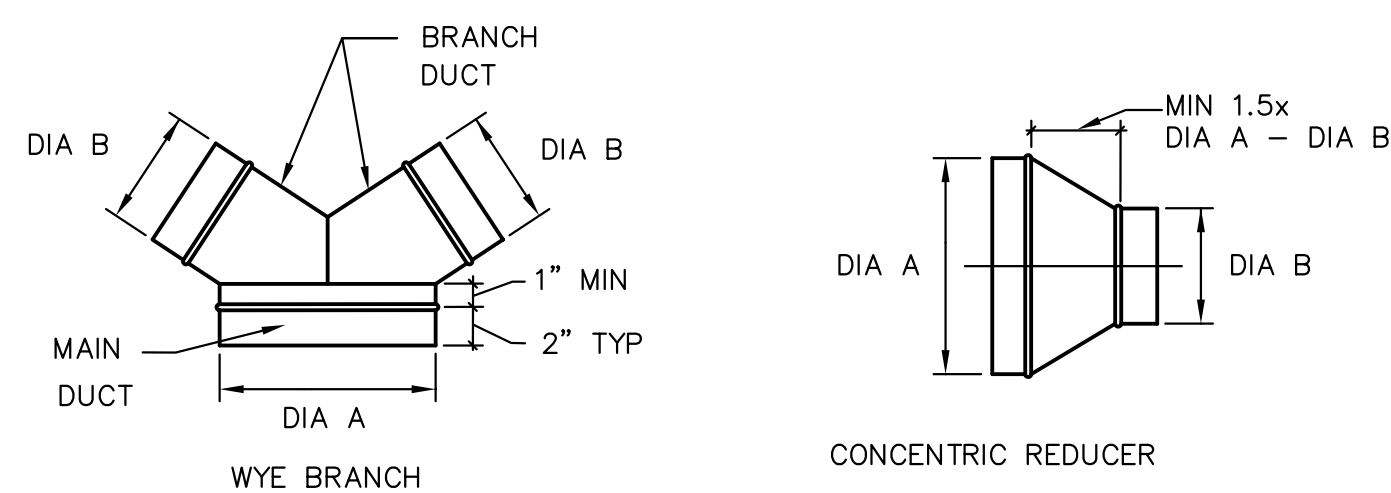 BRANCH
DUCT
DIA B
DIA B
1” MIN
2” TYP
MAIN
DUCT
DIA A
WYE BRANCH
MIN 1.5x
DIA A - DIA B
DIA A
DIA B
CONCENTRIC REDUCER